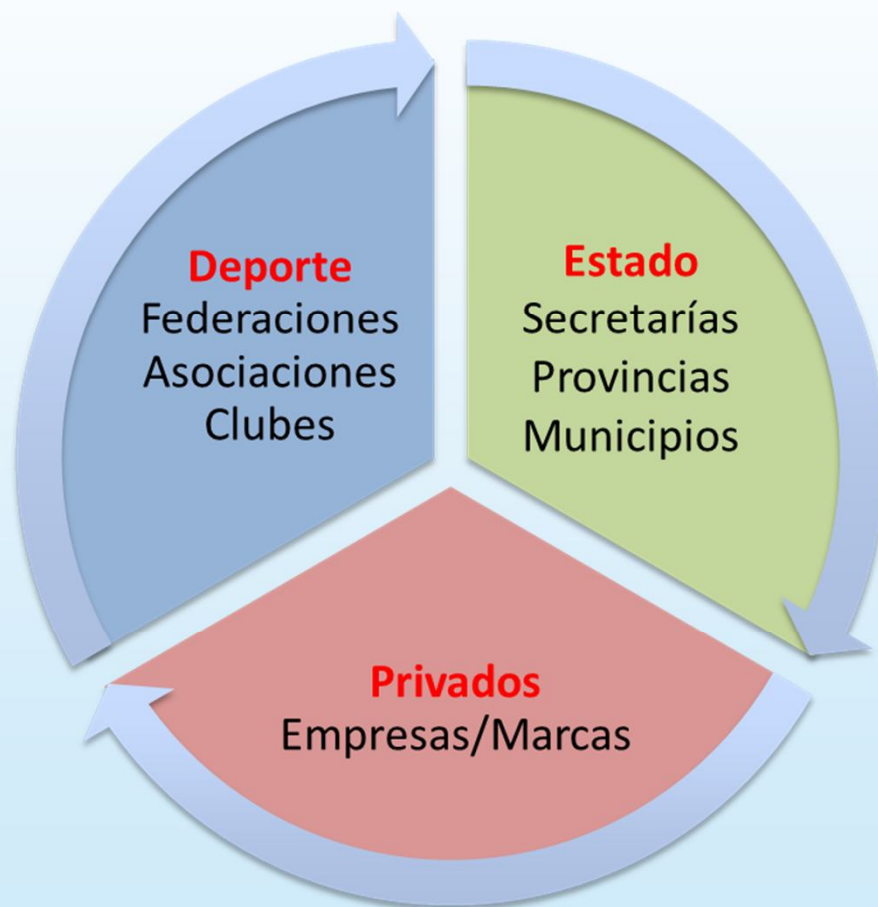 Deporte
Federaciones
Asociaciones
Clubes
Estado
Secretarías
Provincias
Municipios
Privados
Empresas/Marcas